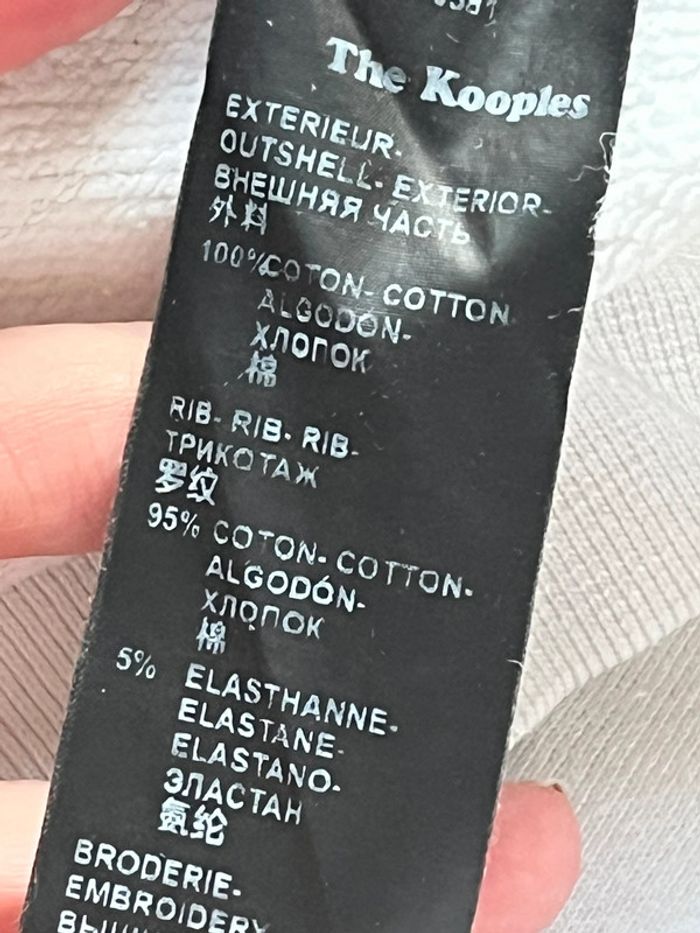 The Kooples
EXTERIEUR-
OUTSHELL- EXTERIOR-
ВНЕШНЯЯ ЧАСТЬ
外料
100%COTON- COTTON
ALGODÓN-
ХЛОПОК
棉
RIB- RIB- RIB-
ТРИКОТАЖ
罗纹
95% COTON- COTTON-
ALGODÓN-
ХЛОПОК
棉
5% ELASTHANNE-
ELASTANE-
ELASTANO-
ЭЛАСТАН
氨纶
BRODERIE-
EMBROIDERY